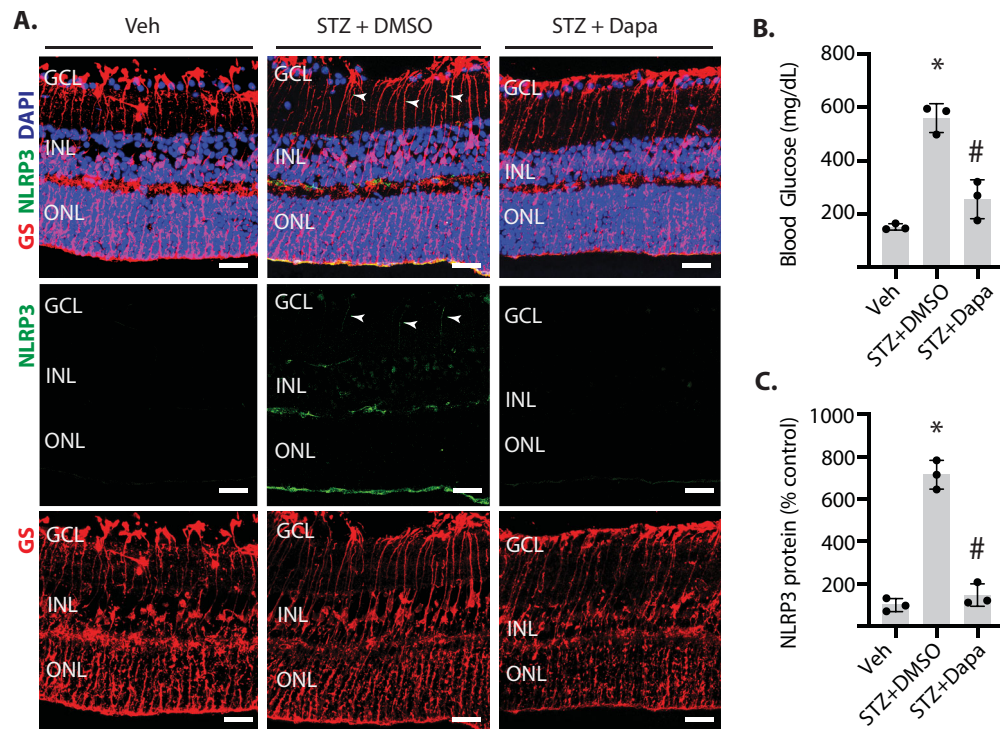 A.
Veh
STZ + DMSO
STZ + Dapa
GS NLRP3 DAPI
GCL
INL
ONL
GCL
INL
ONL
GCL
INL
ONL
NLRP3
GCL
INL
ONL
GCL
INL
ONL
GCL
INL
ONL
GS
GCL
INL
ONL
GCL
INL
ONL
GCL
INL
ONL
B.
Blood Glucose (mg/dL)
800
600
400
200
*
#
Veh
STZ+DMSO
STZ+Dapa
C.
NLRP3 protein (% control)
1000
800
600
400
200
*
#
Veh
STZ+DMSO
STZ+Dapa